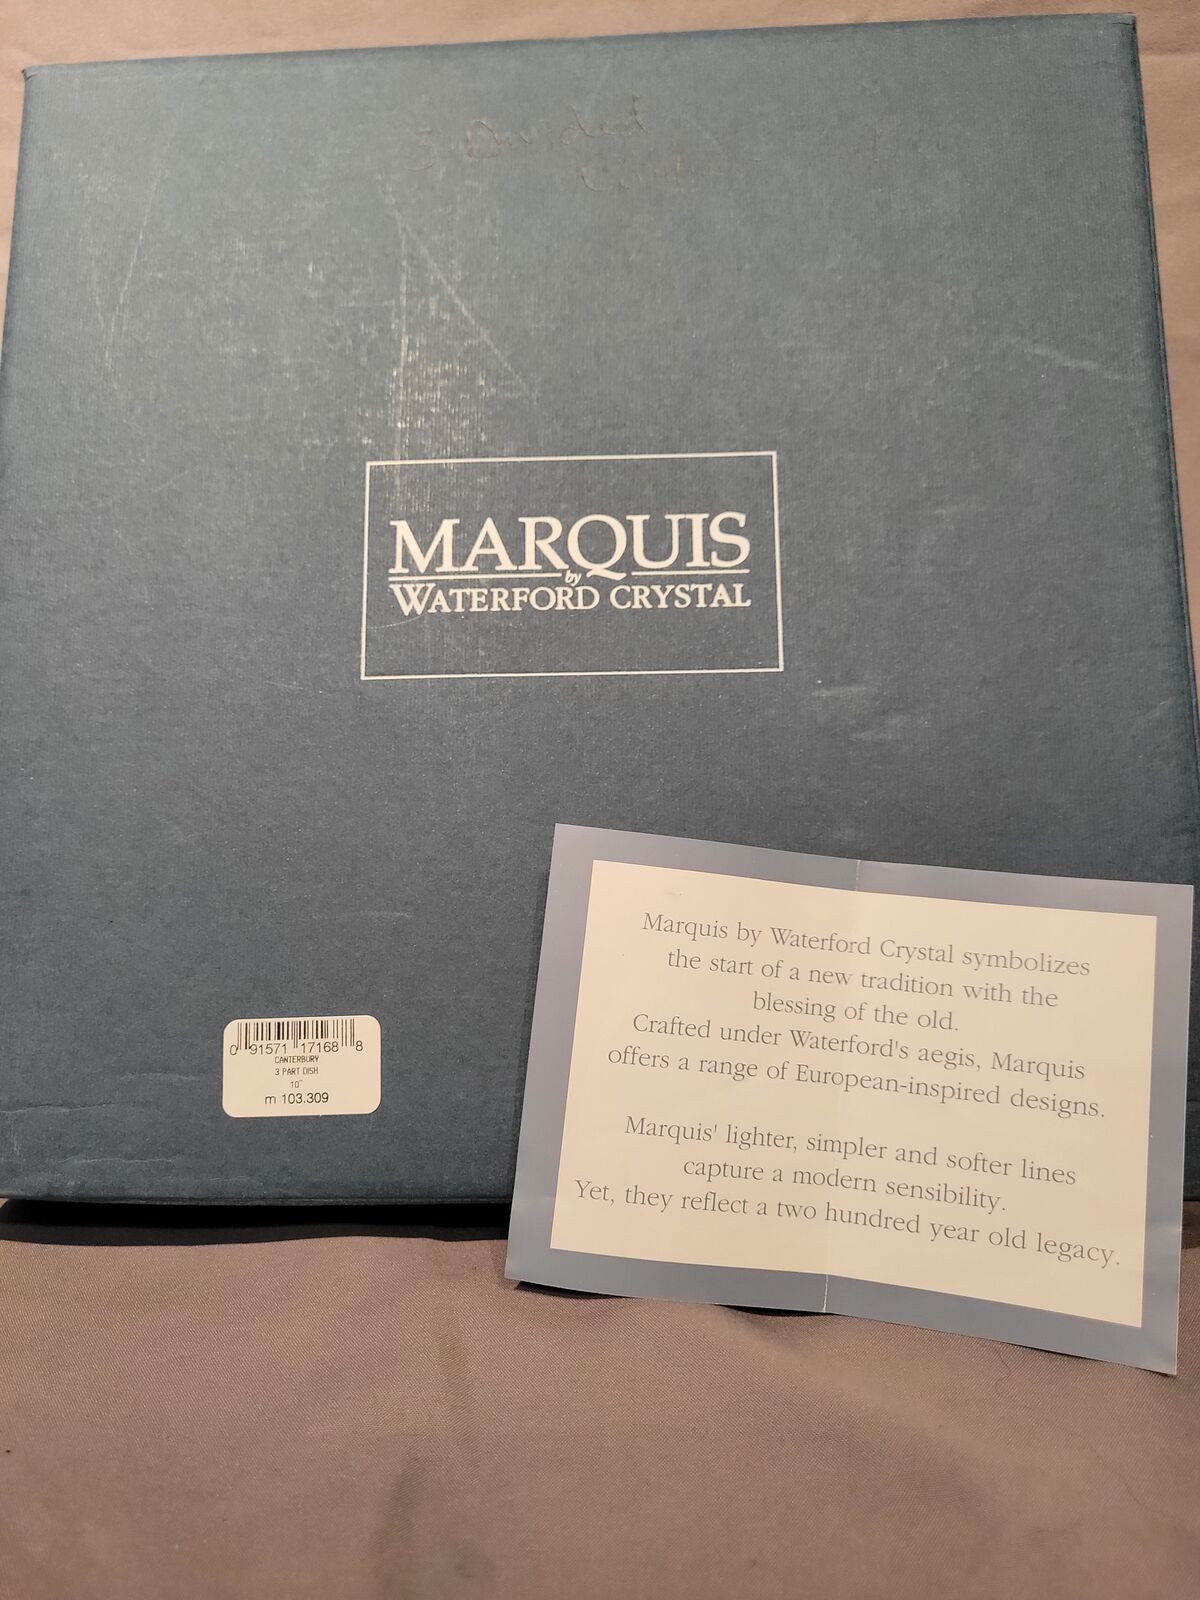 3 Divided
MARQUIS
by
WATERFORD CRYSTAL
0 91571 17168 8
CANTERBURY
3 PART DISH
10"
m 103.309
Marquis by Waterford Crystal symbolizes
the start of a new tradition with the
blessing of the old.
Crafted under Waterford's aegis, Marquis
offers a range of European-inspired designs.
Marquis' lighter, simpler and softer lines
capture a modern sensibility.
Yet, they reflect a two hundred year old legacy.